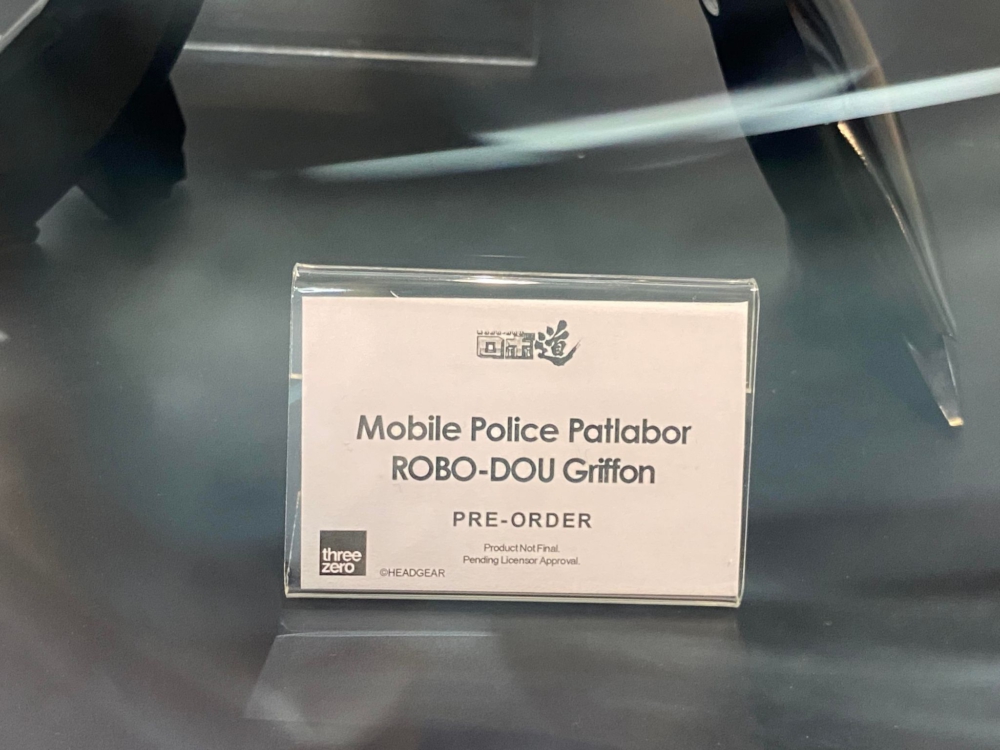 ロボ道
Mobile Police Patlabor
ROBO-DOU Griffon
PRE-ORDER
Product Not Final.
Pending Licensor Approval.
three
zero
©HEADGEAR